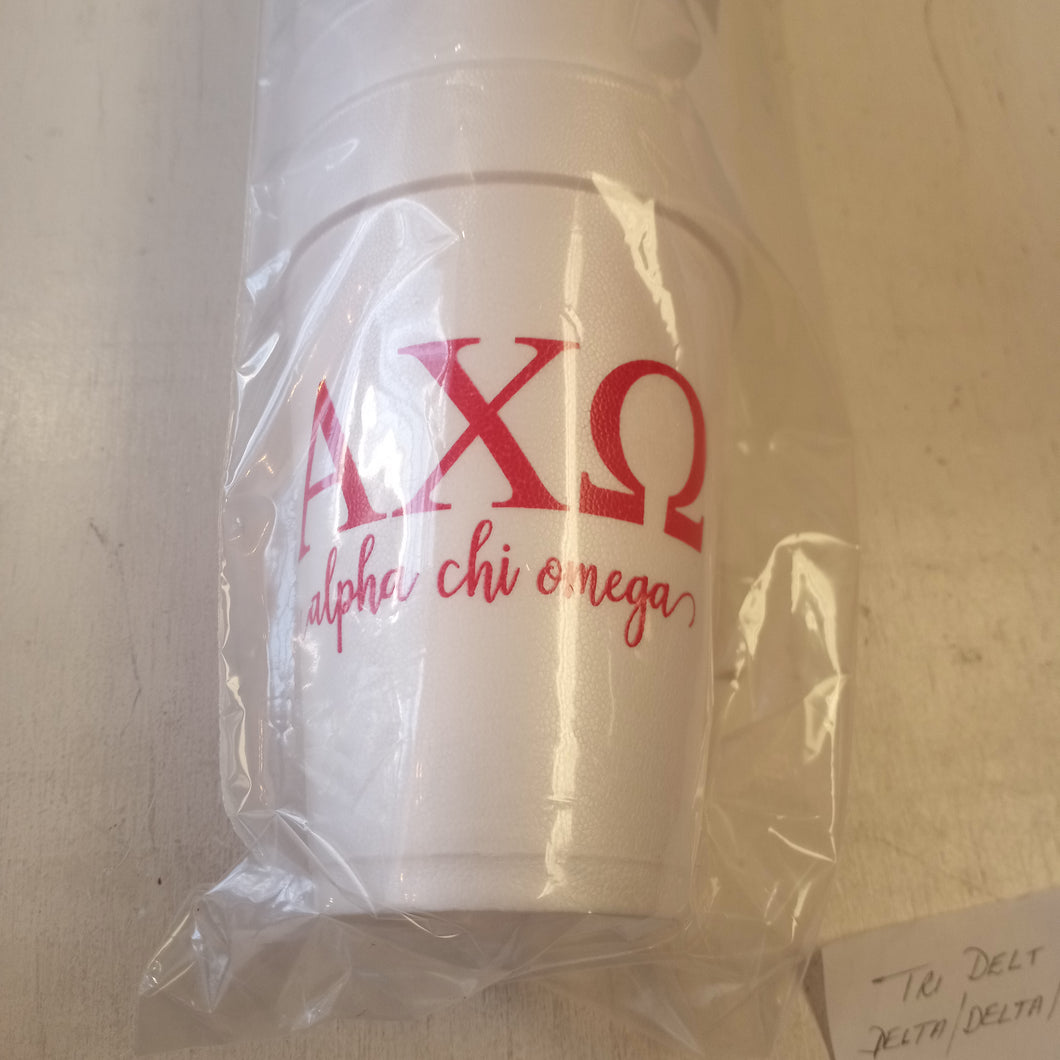 ΑΧΩ
alpha chi omega
TRI DELT
DELTA/DELTA/